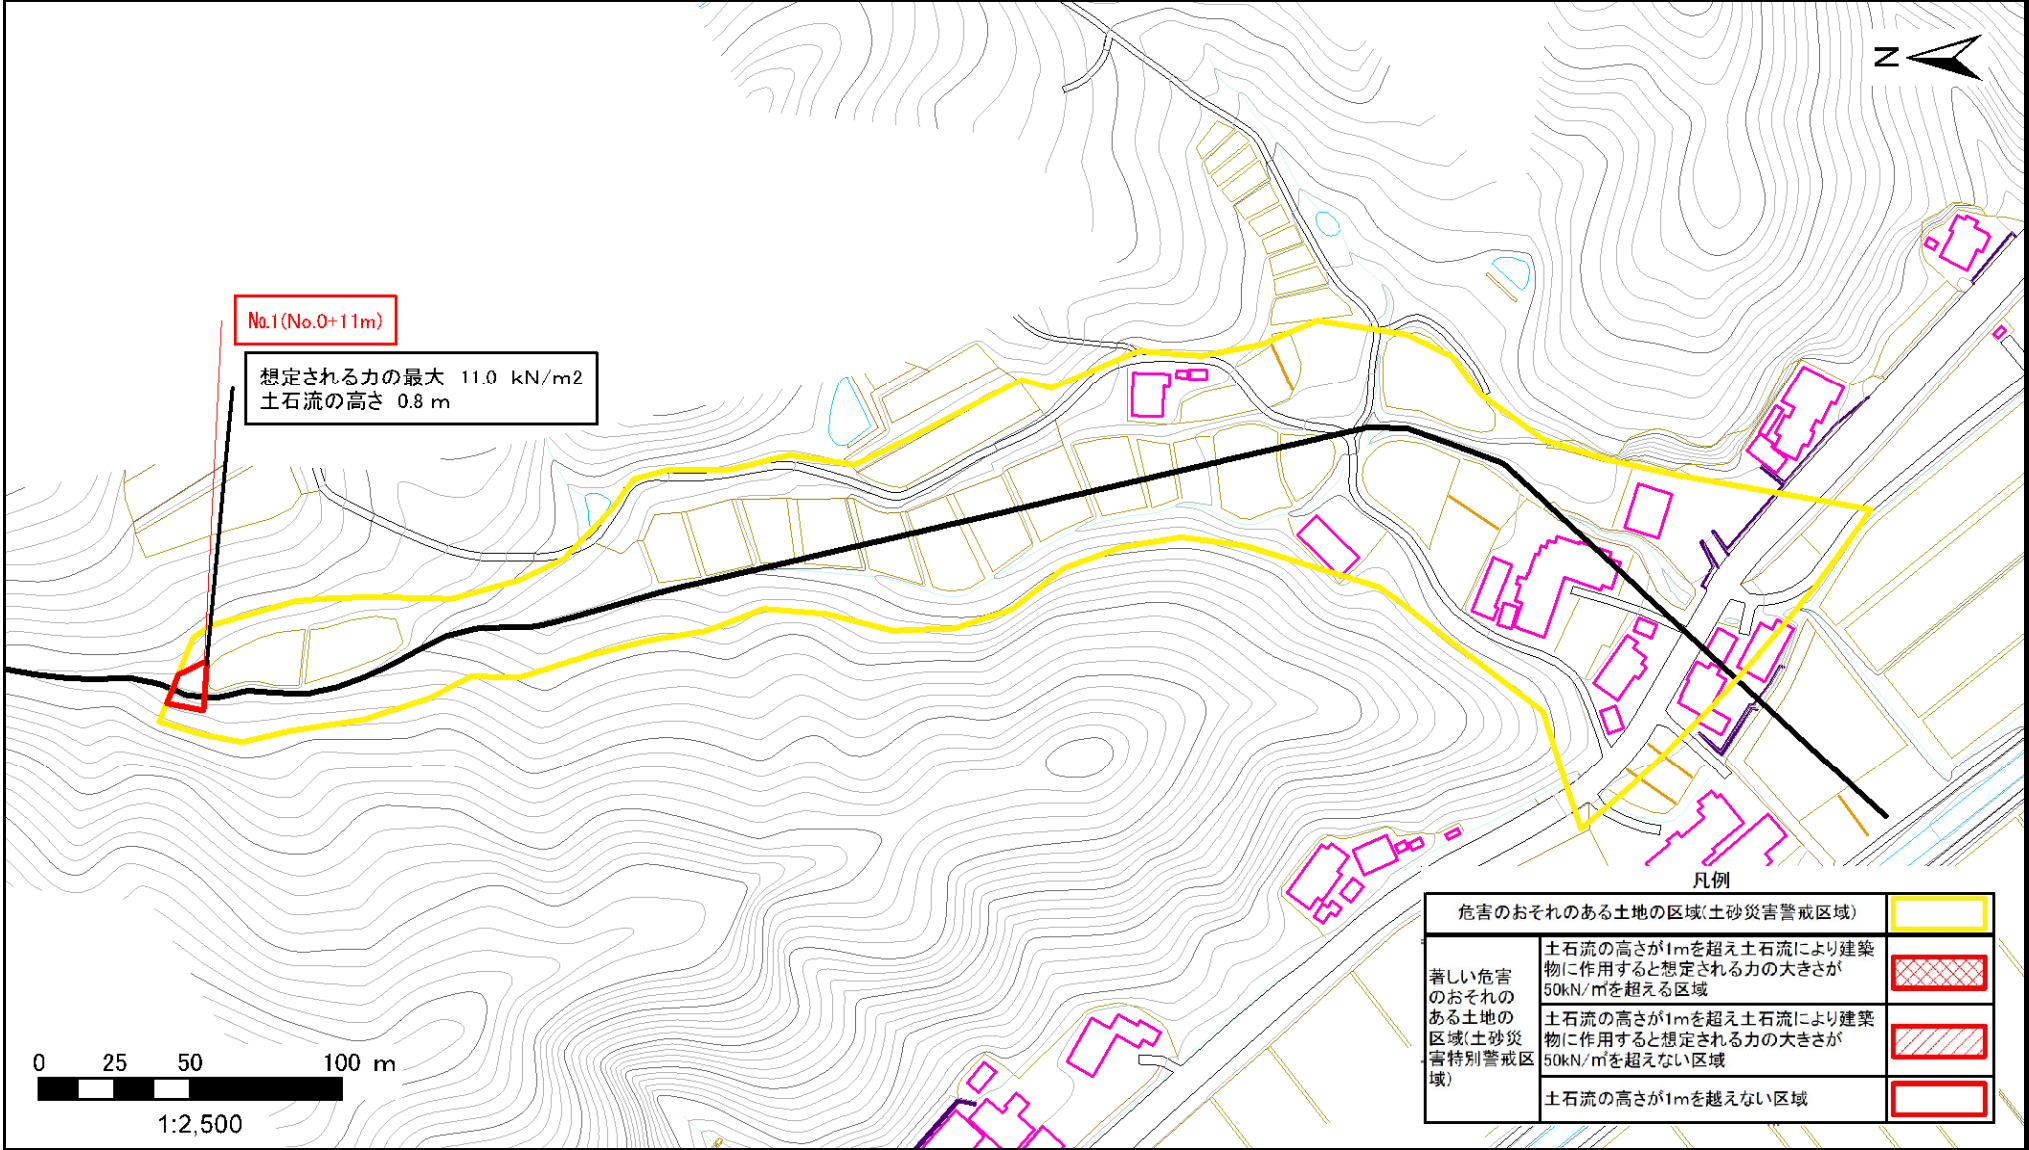 N
№1(No.0+11m)
想定される力の最大 11.0 kN/m2
土石流の高さ 0.8 m
凡例
危害のおそれのある土地の区域(土砂災害警戒区域)
著しい危害
のおそれの
ある土地の
区域(土砂災
害特別警戒区
域)
土石流の高さが1mを超え土石流により建築
物に作用すると想定される力の大きさが
50kN/㎡を超える区域
土石流の高さが1mを超え土石流により建築
物に作用すると想定される力の大きさが
50kN/㎡を超えない区域
土石流の高さが1mを越えない区域
0 25 50 100 m
1:2,500